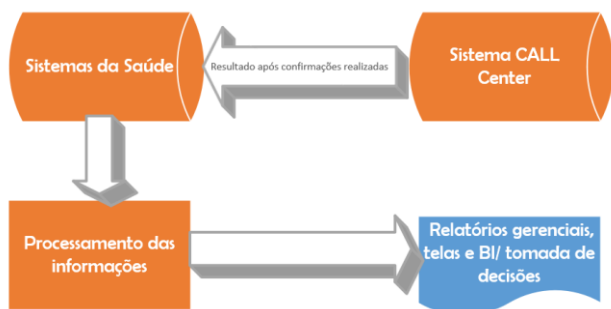 Sistemas da Saúde
Resultado após confirmações realizadas
Sistema CALL
Center
Processamento das
informações
Relatórios gerenciais,
telas e BI/ tomada de
decisões